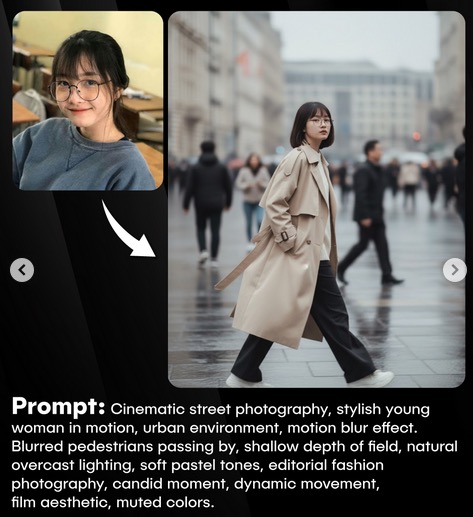 Prompt: Cinematic street photography, stylish young
woman in motion, urban environment, motion blur effect.
Blurred pedestrians passing by, shallow depth of field, natural
overcast lighting, soft pastel tones, editorial fashion
photography, candid moment, dynamic movement,
film aesthetic, muted colors.